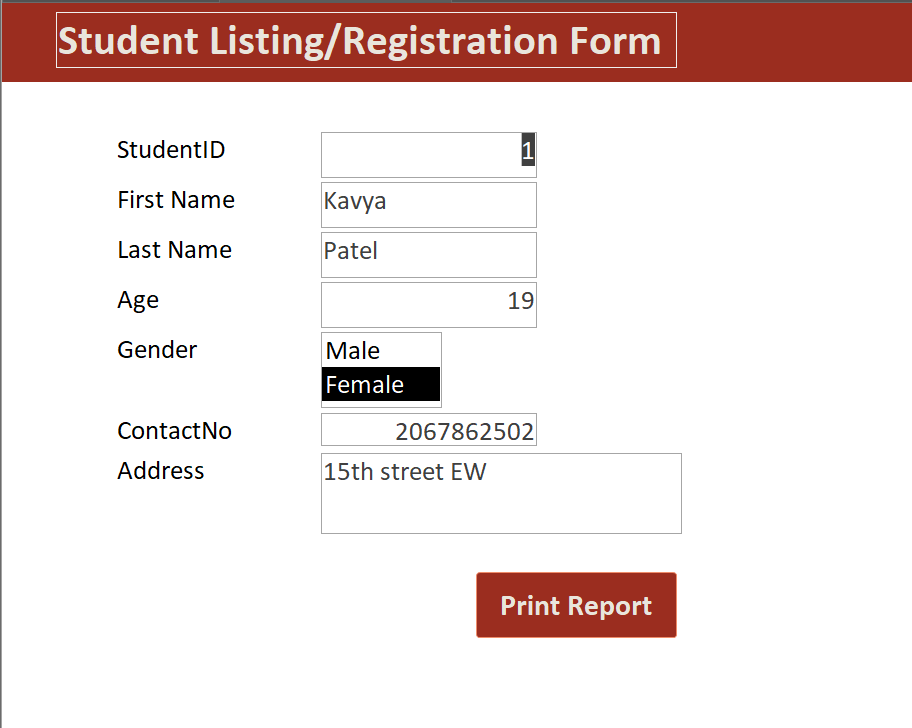 Student Listing/Registration Form
StudentID 1
First Name Kavya
Last Name Patel
Age 19
Gender Male
Female
ContactNo 2067862502
Address 15th street EW
Print Report